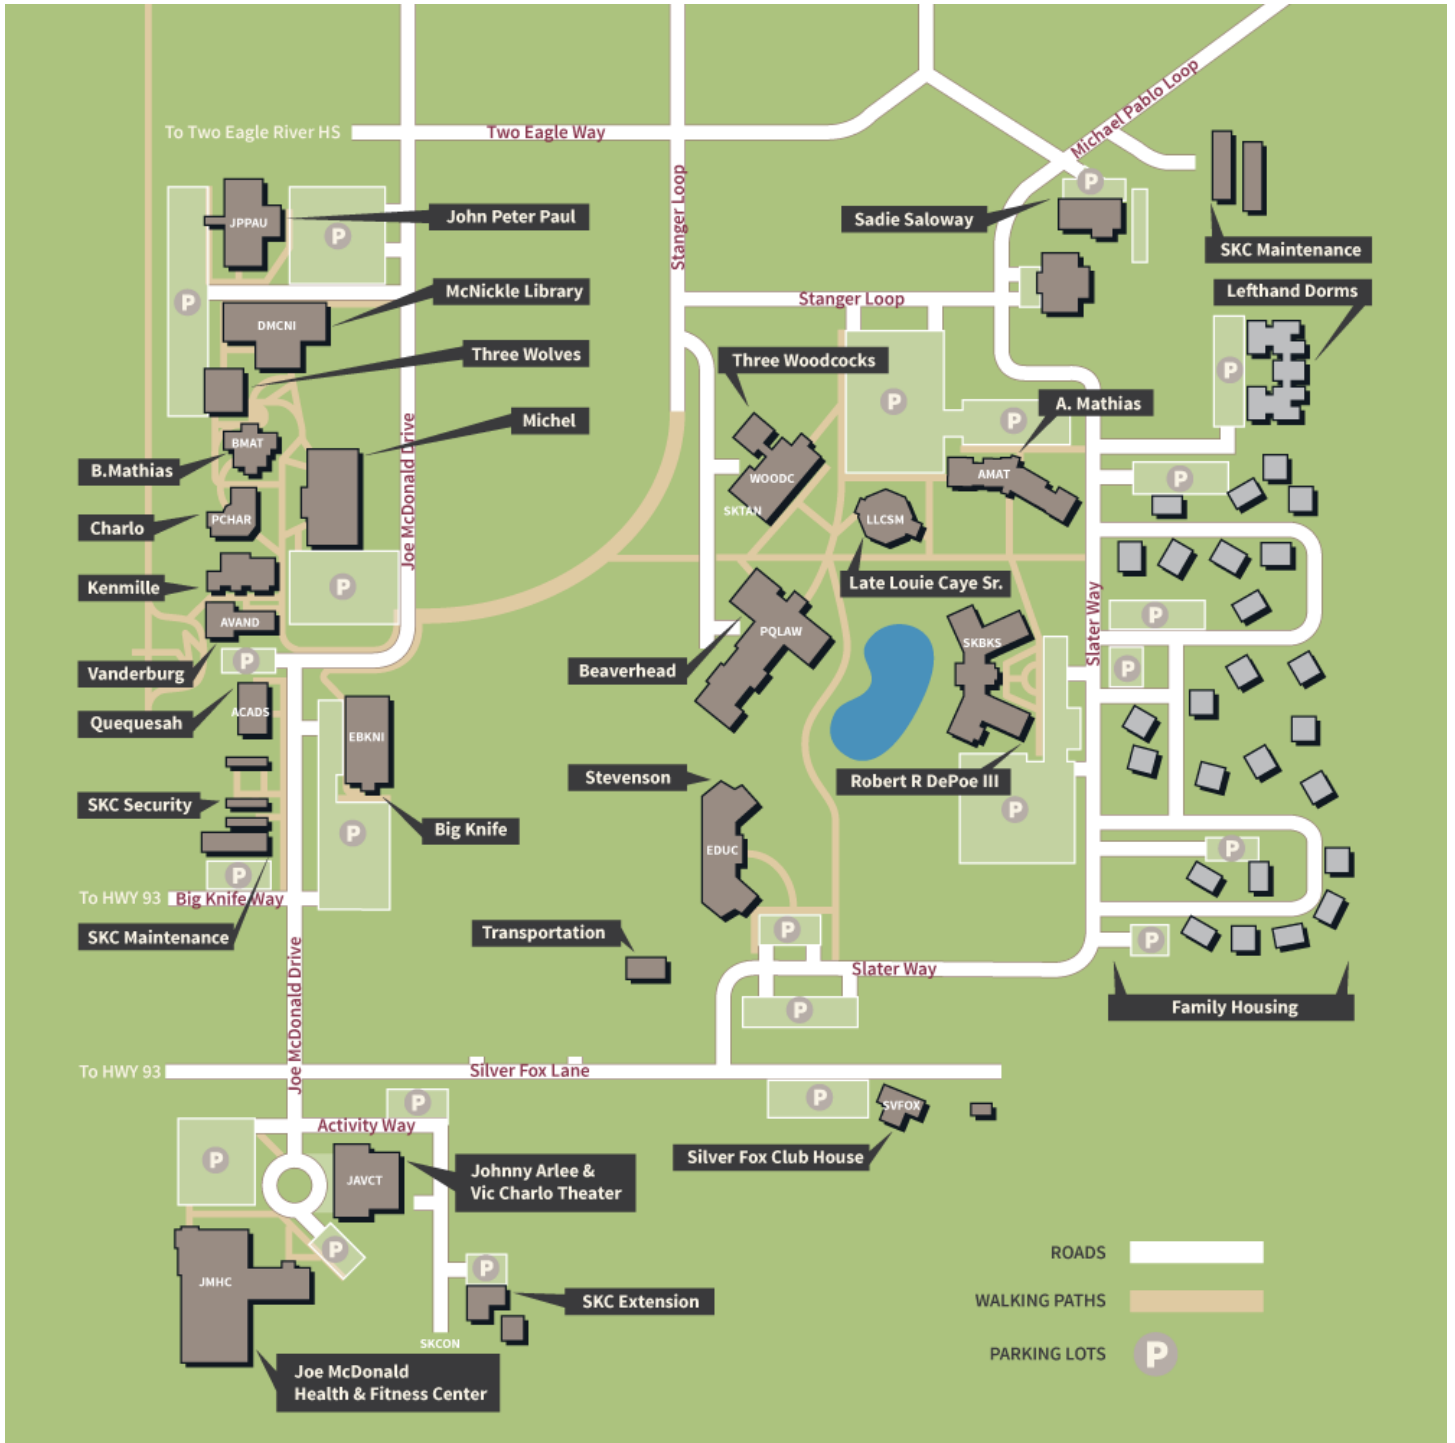 Michael Pablo Loop
To Two Eagle River HS
Two Eagle Way
Stanger Loop
P
JPPAU
John Peter Paul
Sadie Saloway
P
SKC Maintenance
McNickle Library
P
Stanger Loop
Lefthand Dorms
DMCNI
Three Wolves
Three Woodcocks
P
P
A. Mathias
Michel
P
BMAT
B.Mathias
Joe McDonald Drive
WOODC
AMAT
P
SKTAN
PCHAR
Charlo
LLCSM
Kenmille
P
Late Louie Caye Sr.
Slater Way
P
AVAND
PQLAW
SKBKS
Vanderburg
P
Beaverhead
P
Quequesah
ACADS
EBKNI
Stevenson
Robert R DePoe III
SKC Security
P
Big Knife
P
EDUC
P
P
To HWY 93
Big Knife Way
SKC Maintenance
Transportation
P
P
Joe McDonald Drive
Slater Way
Family Housing
P
To HWY 93
Silver Fox Lane
P
P
SVFOX
Activity Way
Silver Fox Club House
P
JAVCT
Johnny Arlee &
Vic Charlo Theater
P
JMHC
P
SKC Extension
SKCON
Joe McDonald
Health & Fitness Center
ROADS
WALKING PATHS
PARKING LOTS
P